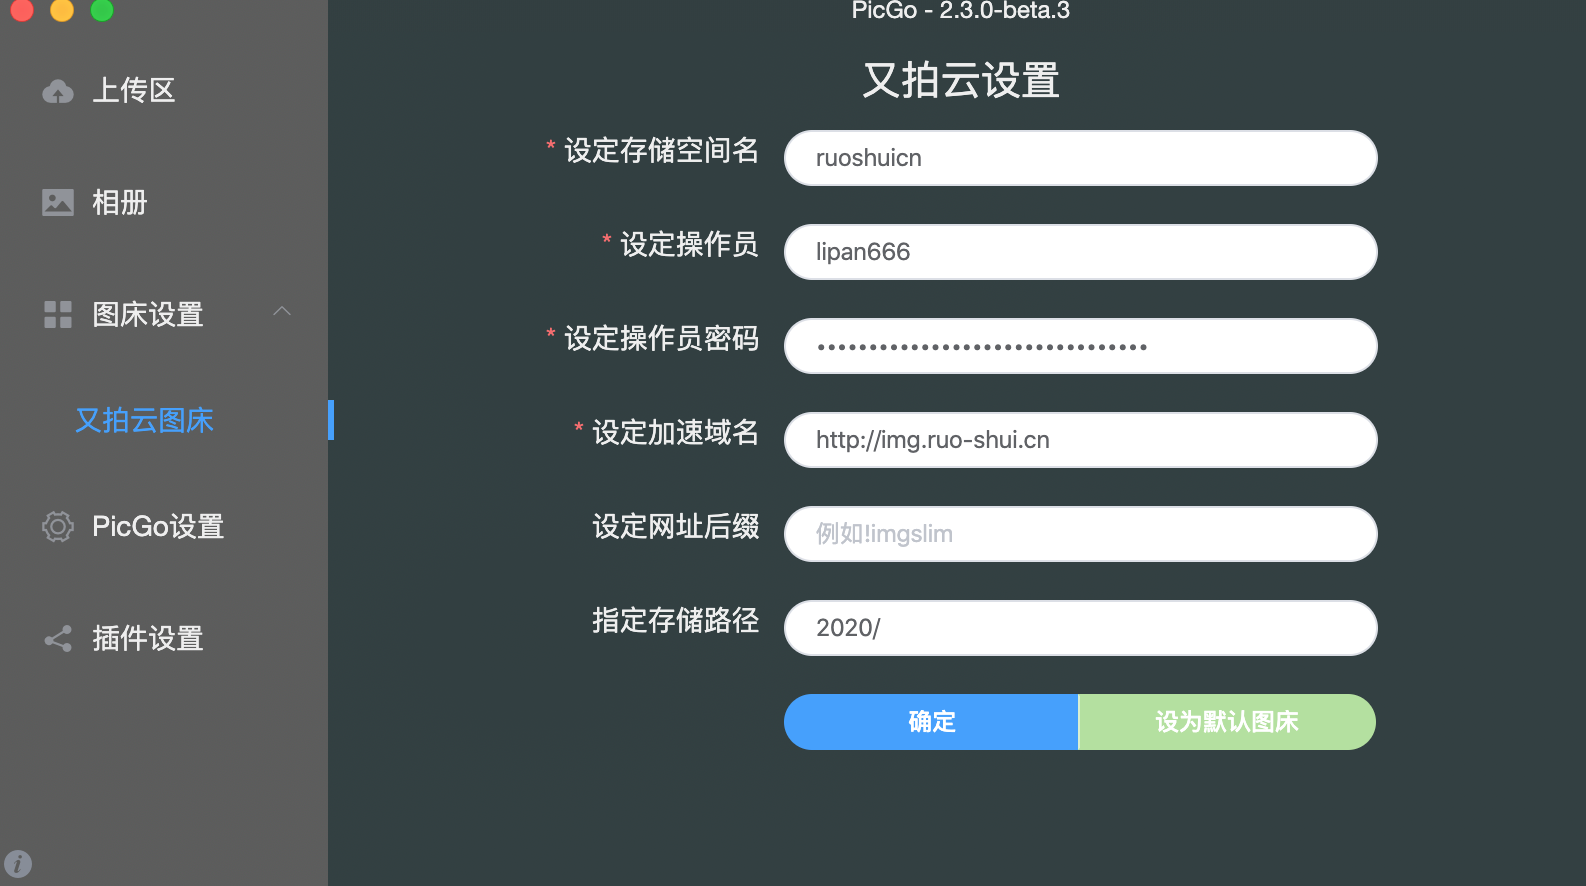 PicGo - 2.3.0-beta.3
上传区
相册
图床设置
又拍云图床
PicGo设置
插件设置
又拍云设置
* 设定存储空间名
ruoshuicn
* 设定操作员
lipan666
* 设定操作员密码
••••••••••••••••••••••••••••••••
* 设定加速域名
http://img.ruo-shui.cn
设定网址后缀
例如!imgslim
指定存储路径
2020/
确定
设为默认图床
i